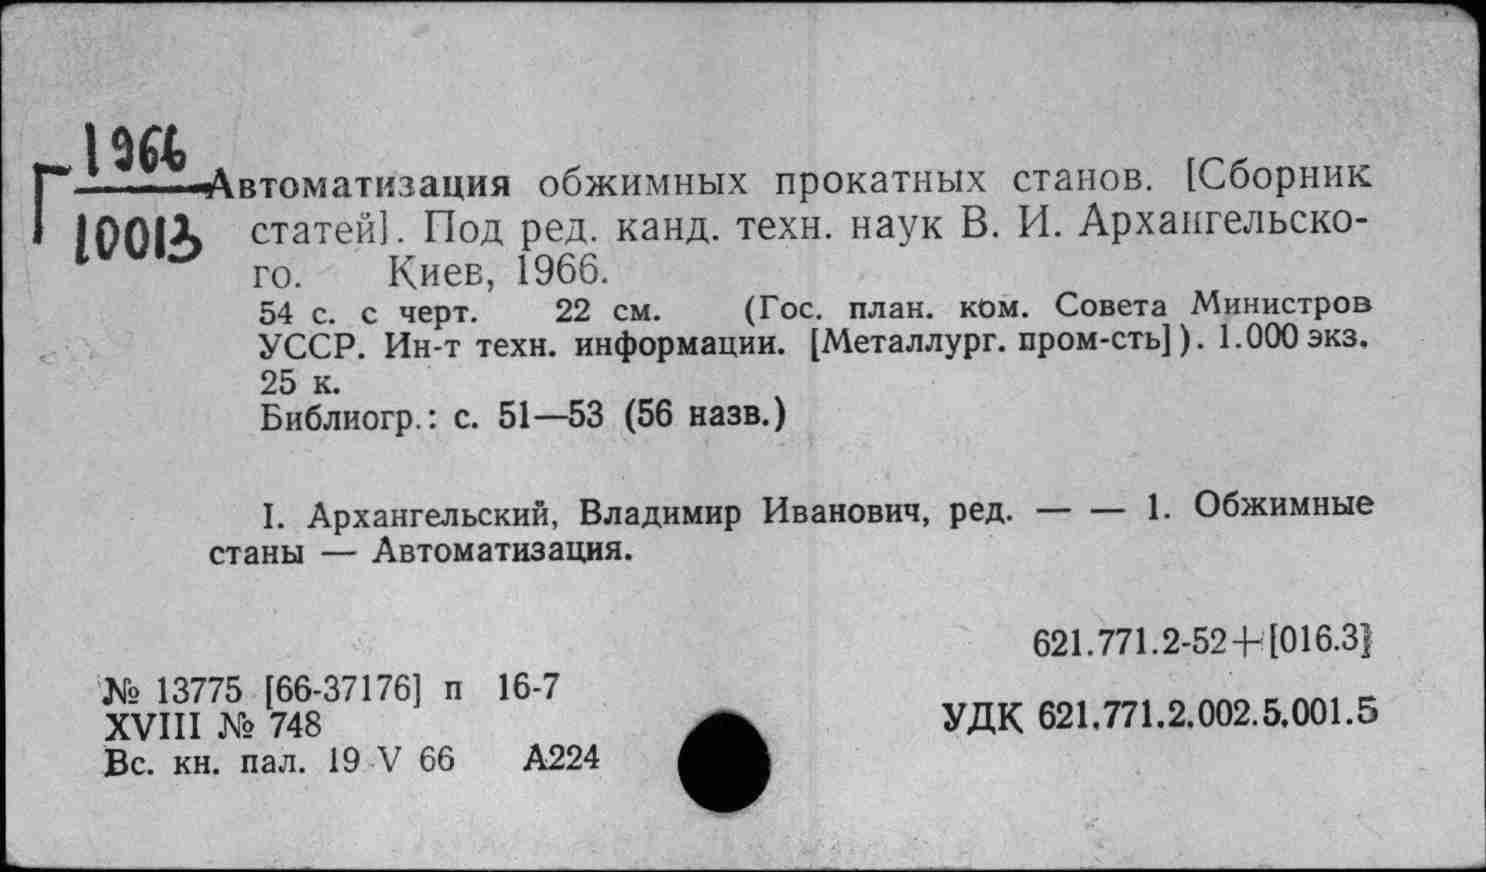 Г 1966
10013
Автоматизация обжимных прокатных станов. [Сборник
статей]. Под ред. канд. техн. наук В. И. Архангельско-
го. Киев, 1966.
54 с. с черт. 22 см. (Гос. план. ком. Совета Министров
УССР. Ин-т техн. информации. [Металлург. пром-сть]). 1.000 экз.
25 к.
Библиогр.: с. 51—53 (56 назв.)
I. Архангельский, Владимир Иванович, ред. — — 1. Обжимные
станы — Автоматизация.
621.771.2-52+[016.3]
№ 13775 [66-37176] п 16-7
XVIII № 748
УДК 621.771.2.002.5.001.5
Вс. кн. пал. 19 V 66 А224